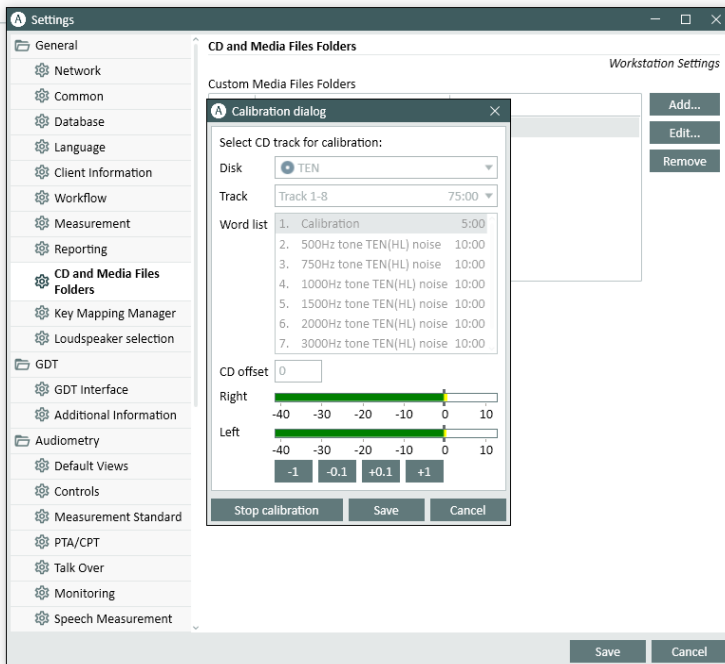 Settings
General
Network
Common
Database
Language
Client Information
Workflow
Measurement
Reporting
CD and Media Files
Folders
Key Mapping Manager
Loudspeaker selection
GDT
GDT Interface
Additional Information
Audiometry
Default Views
Controls
Measurement Standard
PTA/CPT
Talk Over
Monitoring
Speech Measurement
CD and Media Files Folders
Workstation Settings
Custom Media Files Folders
Add...
Edit...
Remove
Calibration dialog
Select CD track for calibration:
Disk TEN
Track Track 1-8 75:00
Word list 1. Calibration 5:00
2. 500Hz tone TEN(HL) noise 10:00
3. 750Hz tone TEN(HL) noise 10:00
4. 1000Hz tone TEN(HL) noise 10:00
5. 1500Hz tone TEN(HL) noise 10:00
6. 2000Hz tone TEN(HL) noise 10:00
7. 3000Hz tone TEN(HL) noise 10:00
CD offset 0
Right
-40 -30 -20 -10 0 10
Left
-40 -30 -20 -10 0 10
-1 -0.1 +0.1 +1
Stop calibration Save Cancel
Save Cancel